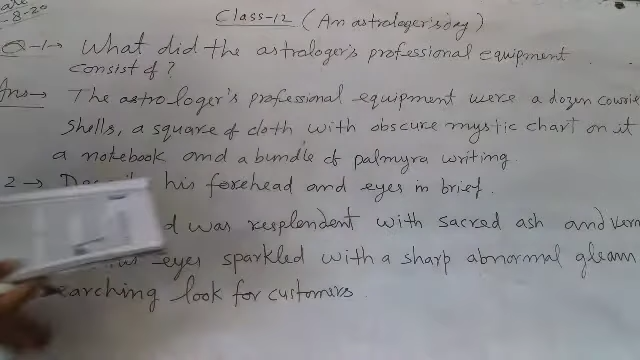 -8-20
Class-12 (An astrologer's day)
Q-1→ What did the astrologer's professional equipment
consist of?
Ans→ The astrologer's professional equipment were a dozen cowrie
shells, a square of cloth with obscure mystic chart on it
a notebook and a bundle of palmyra writing.
2→ his forehead and eyes in brief.
was resplendent with sacred ash and
eyes sparkled with a sharp abnormal gleam
searching look for customers.